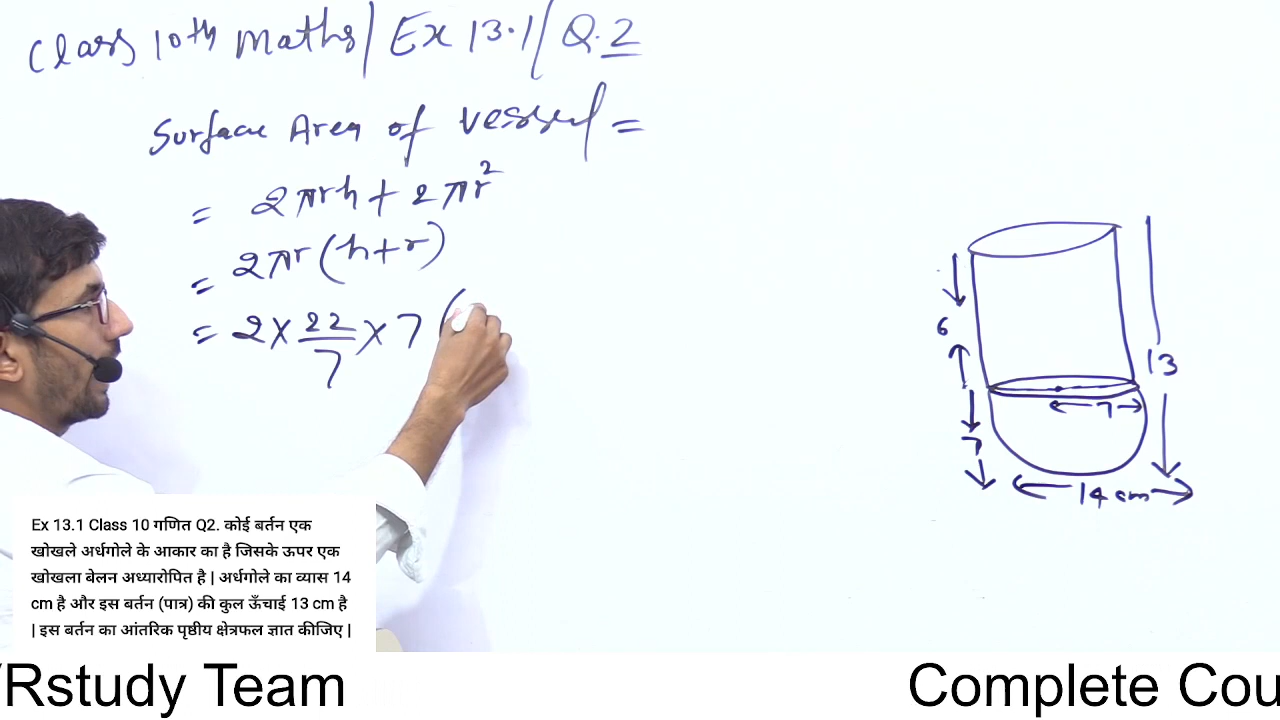 Class 10th Maths / Ex 13.1 / Q.2
Surface Area of vessel =
= 2πrh + 2πr²
= 2πr (h+r)
= 2 × 22/7 × 7 (
6
7
7
13
14 cm
Ex 13.1 Class 10 गणित Q2. कोई बर्तन एक
खोखले अर्धगोले के आकार का है जिसके ऊपर एक
खोखला बेलन अध्यारोपित है | अर्धगोले का व्यास 14
cm है और इस बर्तन (पात्र) की कुल ऊँचाई 13 cm है
| इस बर्तन का आंतरिक पृष्ठीय क्षेत्रफल ज्ञात कीजिए |
Rstudy Team
Complete Cou